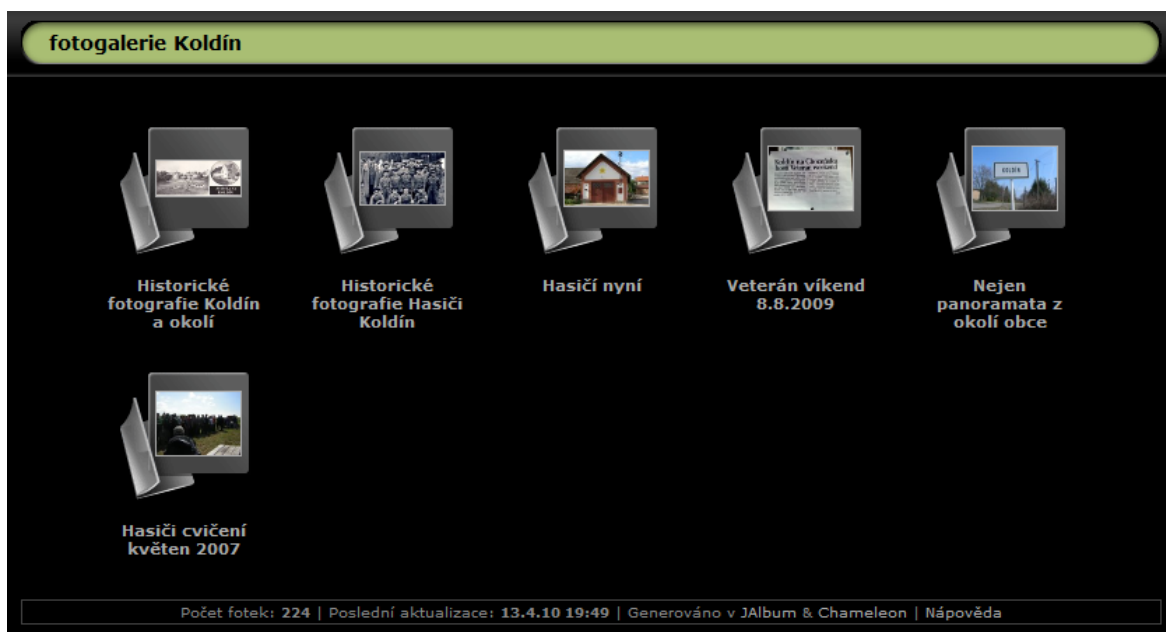 fotogalerie Koldín
Historické
fotografie Koldín
a okolí
Historické
fotografie Hasiči
Koldín
Hasičí nyní
Veterán víkend
8.8.2009
Nejen
panoramata z
okolí obce
KOLDÍN
Hasiči cvičení
květen 2007
Počet fotek: 224 | Poslední aktualizace: 13.4.10 19:49 | Generováno v JAlbum & Chameleon | Nápověda